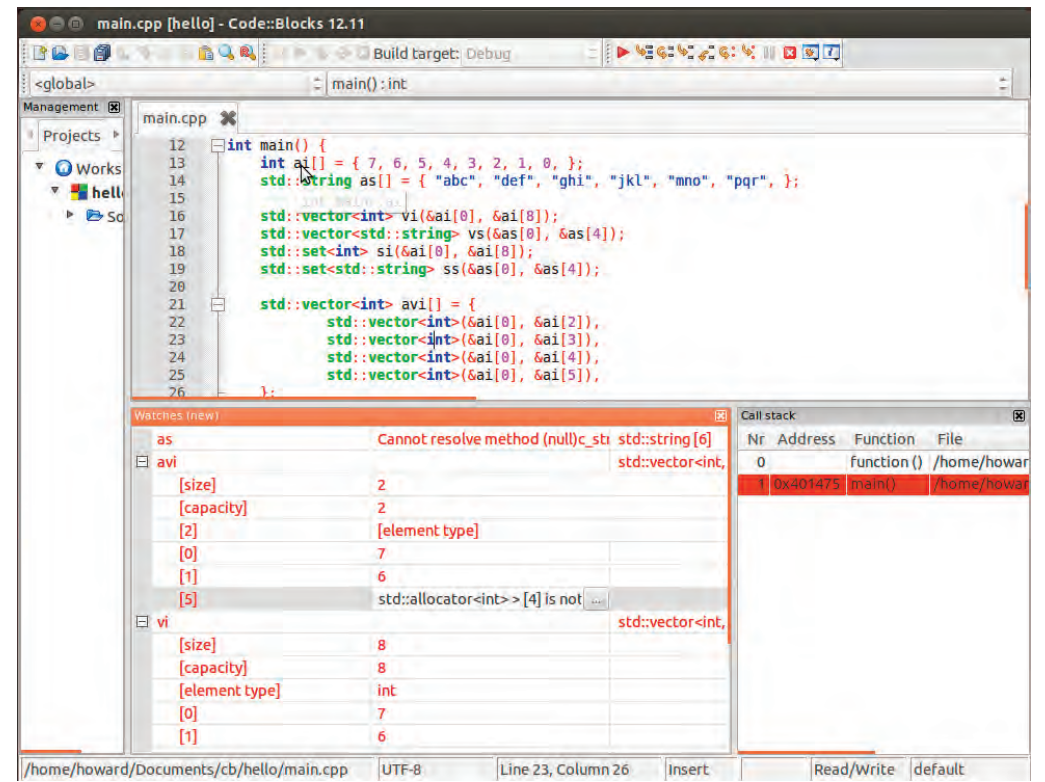 main.cpp [hello] - Code::Blocks 12.11
Build target: Debug
<global> main() : int
Management
Projects
Works
hell
So
main.cpp
12 int main() {
13 int ai[] = { 7, 6, 5, 4, 3, 2, 1, 0, };
14 std::string as[] = { "abc", "def", "ghi", "jkl", "mno", "pqr", };
15
16 std::vector<int> vi(&ai[0], &ai[8]);
17 std::vector<std::string> vs(&as[0], &as[4]);
18 std::set<int> si(&ai[0], &ai[8]);
19 std::set<std::string> ss(&as[0], &as[4]);
20
21 std::vector<int> avi[] = {
22 std::vector<int>(&ai[0], &ai[2]),
23 std::vector<int>(&ai[0], &ai[3]),
24 std::vector<int>(&ai[0], &ai[4]),
25 std::vector<int>(&ai[0], &ai[5]),
26 };
Watches (new)
as Cannot resolve method (null)c_str std::string [6]
avi std::vector<int,
[size] 2
[capacity] 2
[2] [element type]
[0] 7
[1] 6
[5] std::allocator<int> > [4] is not ...
vi std::vector<int,
[size] 8
[capacity] 8
[element type] int
[0] 7
[1] 6
Call stack
Nr Address Function File
0 function () /home/howar
1 0x401475 main() /home/howar
/home/howard/Documents/cb/hello/main.cpp UTF-8 Line 23, Column 26 Insert Read/Write default